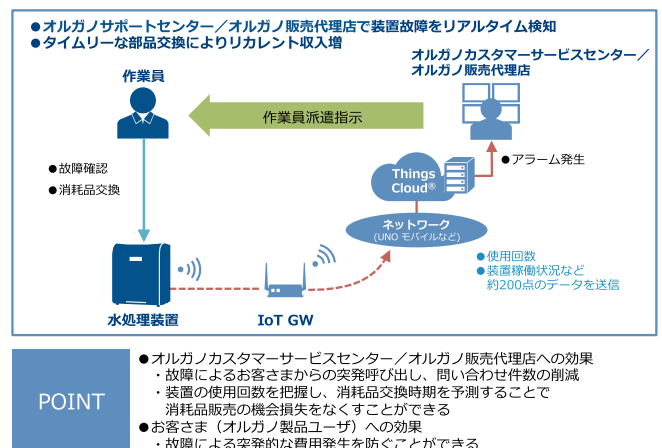 ●オルガノサポートセンター／オルガノ販売代理店で装置故障をリアルタイム検知
●タイムリーな部品交換によりリカレント収入増
オルガノカスタマーサービスセンター／
オルガノ販売代理店
作業員
作業員派遣指示
●アラーム発生
●故障確認
●消耗品交換
Things
Cloud®
ネットワーク
(UNO モバイルなど)
●使用回数
●装置稼働状況など
約200点のデータを送信
水処理装置
IoT GW
POINT
●オルガノカスタマーサービスセンター／オルガノ販売代理店への効果
・故障によるお客さまからの突発呼び出し、問い合わせ件数の削減
・装置の使用回数を把握し、消耗品交換時期を予測することで
消耗品販売の機会損失をなくすことができる
●お客さま（オルガノ製品ユーザ）への効果
・故障による突発的な費用発生を防ぐことができる